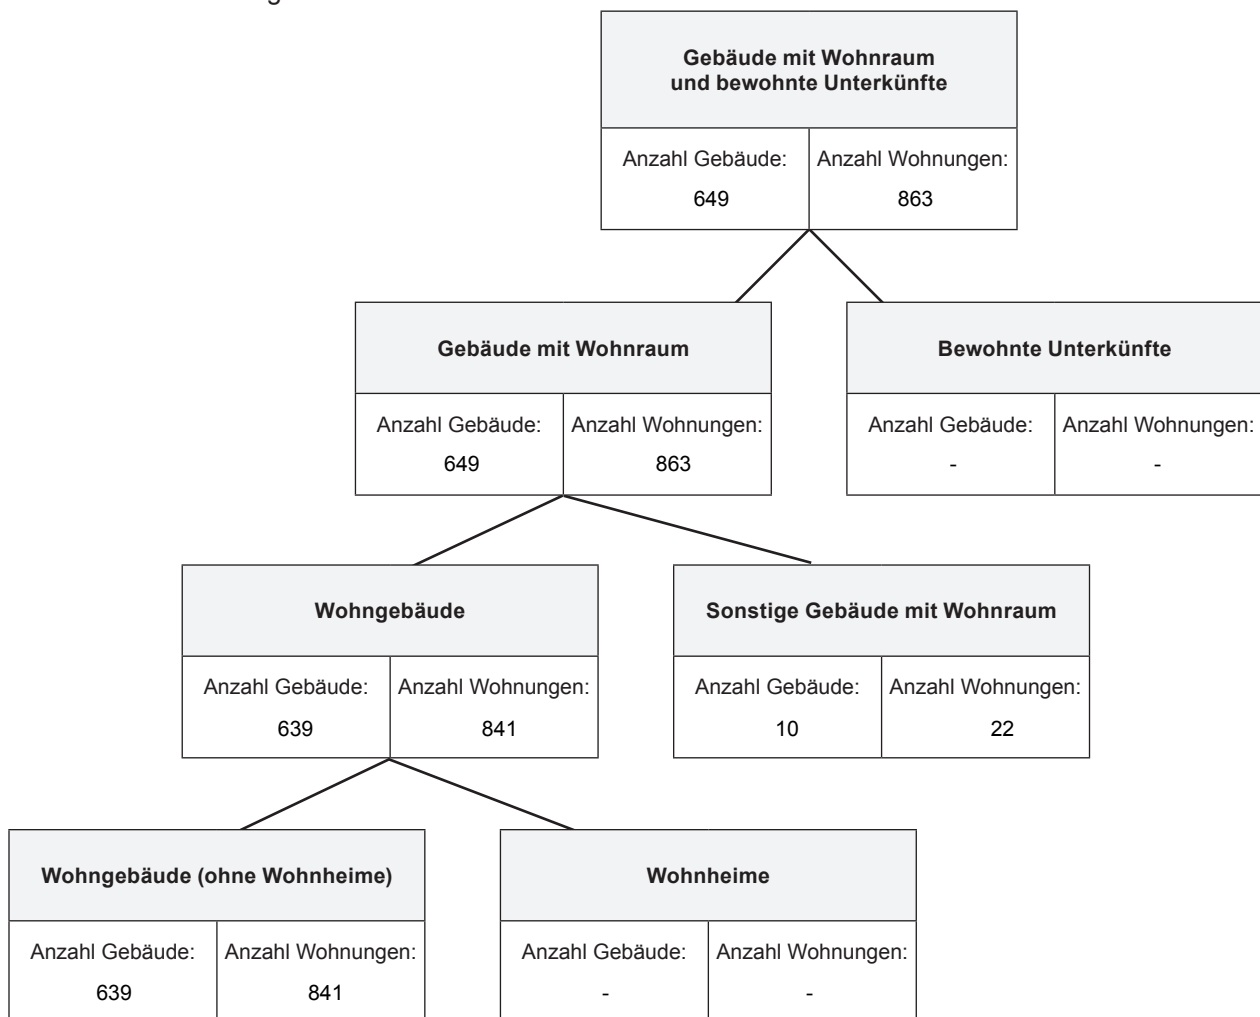 Gebäude mit Wohnraum
und bewohnte Unterkünfte
Anzahl Gebäude: Anzahl Wohnungen:
649 863
Gebäude mit Wohnraum
Anzahl Gebäude: Anzahl Wohnungen:
649 863
Bewohnte Unterkünfte
Anzahl Gebäude: Anzahl Wohnungen:
- -
Wohngebäude
Anzahl Gebäude: Anzahl Wohnungen:
639 841
Sonstige Gebäude mit Wohnraum
Anzahl Gebäude: Anzahl Wohnungen:
10 22
Wohngebäude (ohne Wohnheime)
Anzahl Gebäude: Anzahl Wohnungen:
639 841
Wohnheime
Anzahl Gebäude: Anzahl Wohnungen:
- -